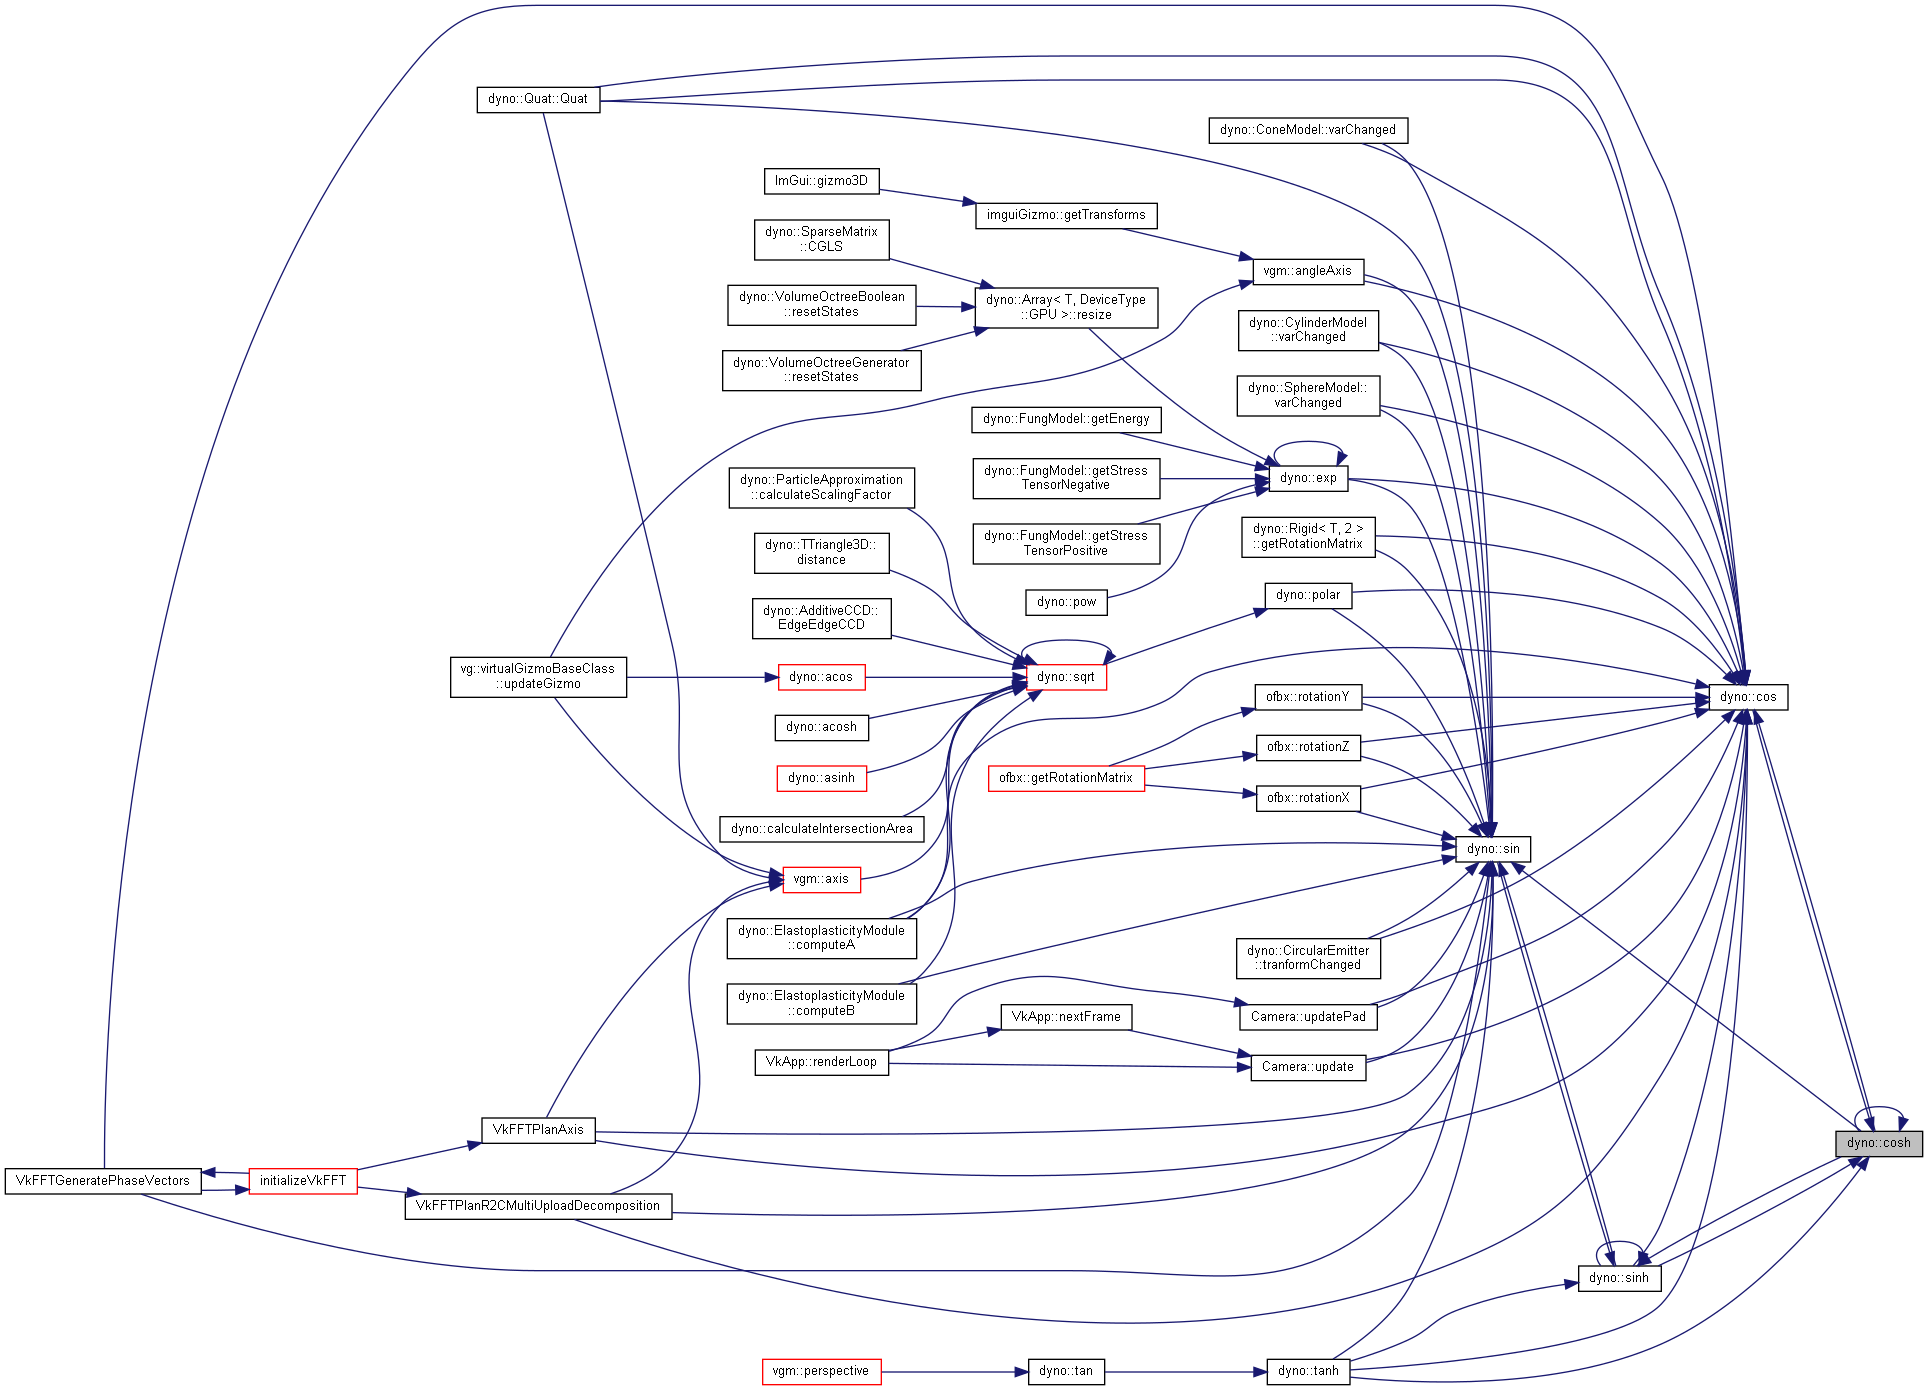 dyno::Quat::Quat
dyno::ConeModel::varChanged
ImGui::gizmo3D
imguiGizmo::getTransforms
dyno::SparseMatrix
::CGLS
vgm::angleAxis
dyno::VolumeOctreeBoolean
::resetStates
dyno::Array< T, DeviceType
::GPU >::resize
dyno::CylinderModel
::varChanged
dyno::VolumeOctreeGenerator
::resetStates
dyno::SphereModel::
varChanged
dyno::FungModel::getEnergy
dyno::ParticleApproximation
::calculateScalingFactor
dyno::FungModel::getStress
TensorNegative
dyno::exp
dyno::TTriangle3D::
distance
dyno::FungModel::getStress
TensorPositive
dyno::Rigid< T, 2 >
::getRotationMatrix
dyno::AdditiveCCD::
EdgeEdgeCCD
dyno::pow
dyno::polar
vg::virtualGizmoBaseClass
::updateGizmo
dyno::acos
dyno::sqrt
ofbx::rotationY
dyno::cos
dyno::acosh
ofbx::rotationZ
dyno::asinh
ofbx::getRotationMatrix
ofbx::rotationX
dyno::calculateIntersectionArea
dyno::sin
vgm::axis
dyno::ElastoplasticityModule
::computeA
dyno::CircularEmitter
::tranformChanged
dyno::ElastoplasticityModule
::computeB
VkApp::nextFrame
Camera::updatePad
VkApp::renderLoop
Camera::update
VkFFTPlanAxis
dyno::cosh
VkFFTGeneratePhaseVectors
initializeVkFFT
VkFFTPlanR2CMultiUploadDecomposition
dyno::sinh
vgm::perspective
dyno::tan
dyno::tanh